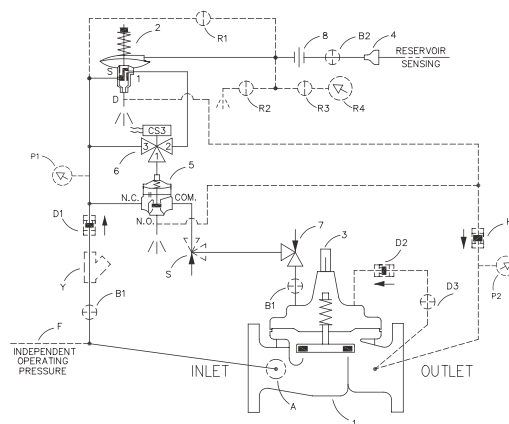 2
R1
8
B2
4
RESERVOIR
SENSING
S
1
D
R2
R3
R4
CS3
3
2
1
6
P1
5
N.C.
COM.
N.O.
D1
S
7
3
D2
H
Y
B1
D3
P2
B1
F
INDEPENDENT
OPERATING
PRESSURE
INLET
OUTLET
A
1